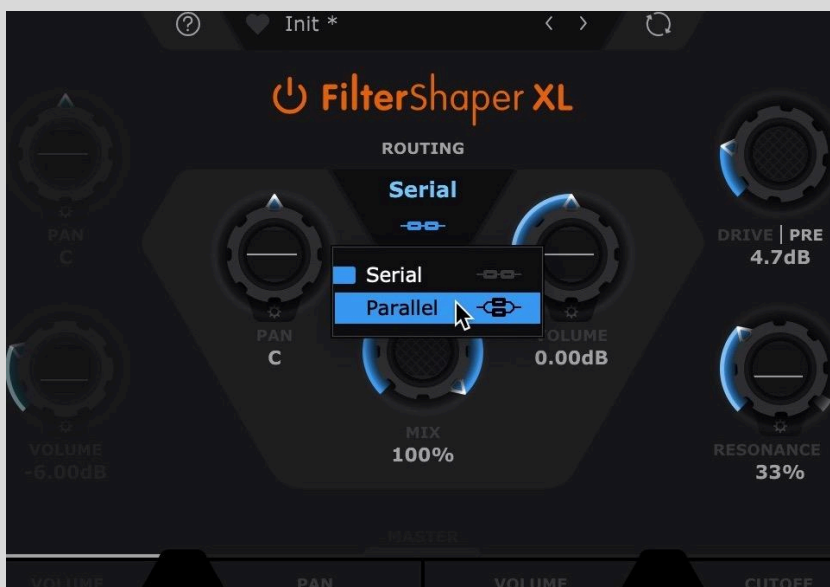 Init *
FilterShaper XL
ROUTING
Serial
PAN
C
DRIVE | PRE
4.7dB
Serial
Parallel
PAN
C
VOLUME
0.00dB
VOLUME
-6.00dB
MIX
100%
RESONANCE
33%
MASTER
VOLUME
PAN
VOLUME
CUTOFF